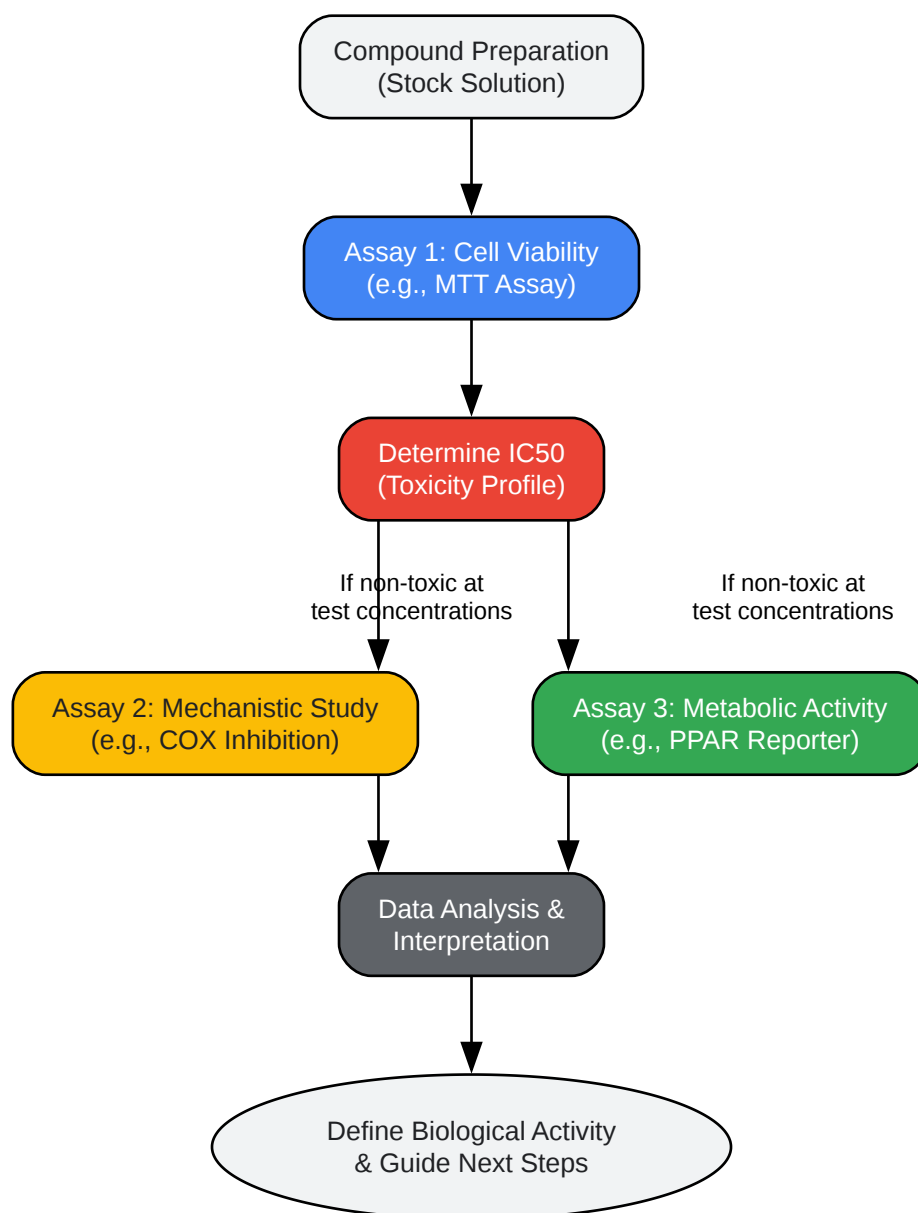 Compound Preparation
(Stock Solution)
Assay 1: Cell Viability
(e.g., MTT Assay)
Determine IC50
(Toxicity Profile)
If non-toxic at
test concentrations
If non-toxic at
test concentrations
Assay 2: Mechanistic Study
(e.g., COX Inhibition)
Assay 3: Metabolic Activity
(e.g., PPAR Reporter)
Data Analysis &
Interpretation
Define Biological Activity
& Guide Next Steps